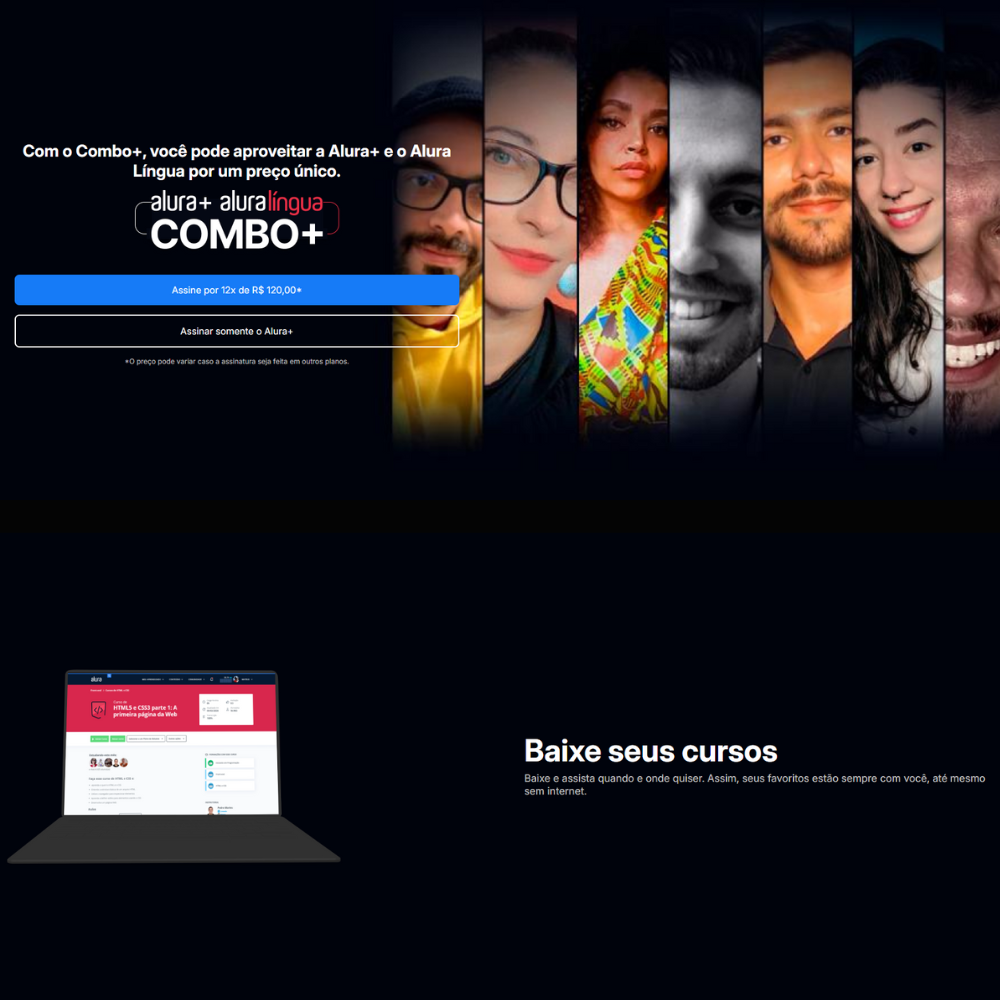 Com o Combo+, você pode aproveitar a Alura+ e o Alura
Língua por um preço único.
alura+ aluralíngua
COMBO+
Assine por 12x de R$ 120,00*
Assinar somente o Alura+
*O preço pode variar caso a assinatura seja feita em outros planos.
alura
HTML5 e CSS3 parte 1: A
primeira página da Web
Baixe seus cursos
Baixe e assista quando e onde quiser. Assim, seus favoritos estão sempre com você, até mesmo
sem internet.